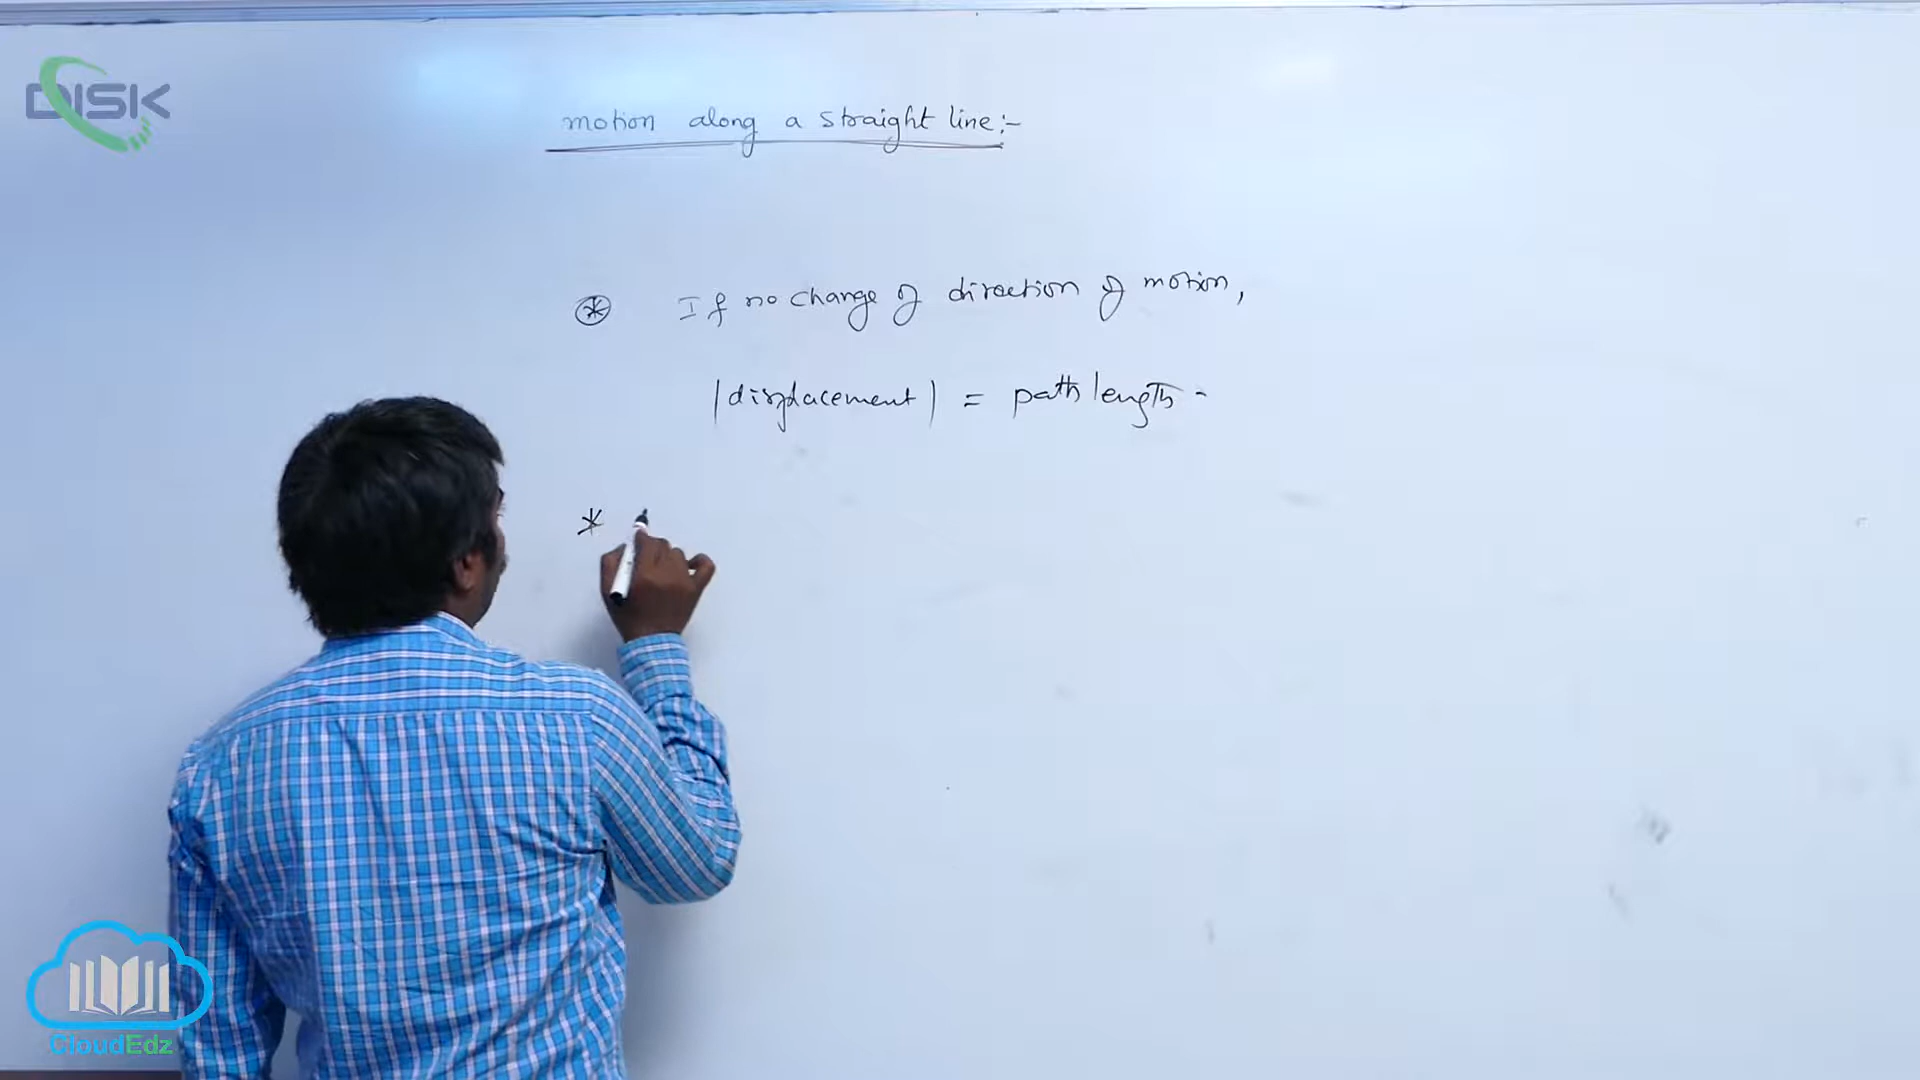 DISK
motion along a straight line:-
* If no change of direction of motion,
|displacement| = path length -
*
CloudEdz